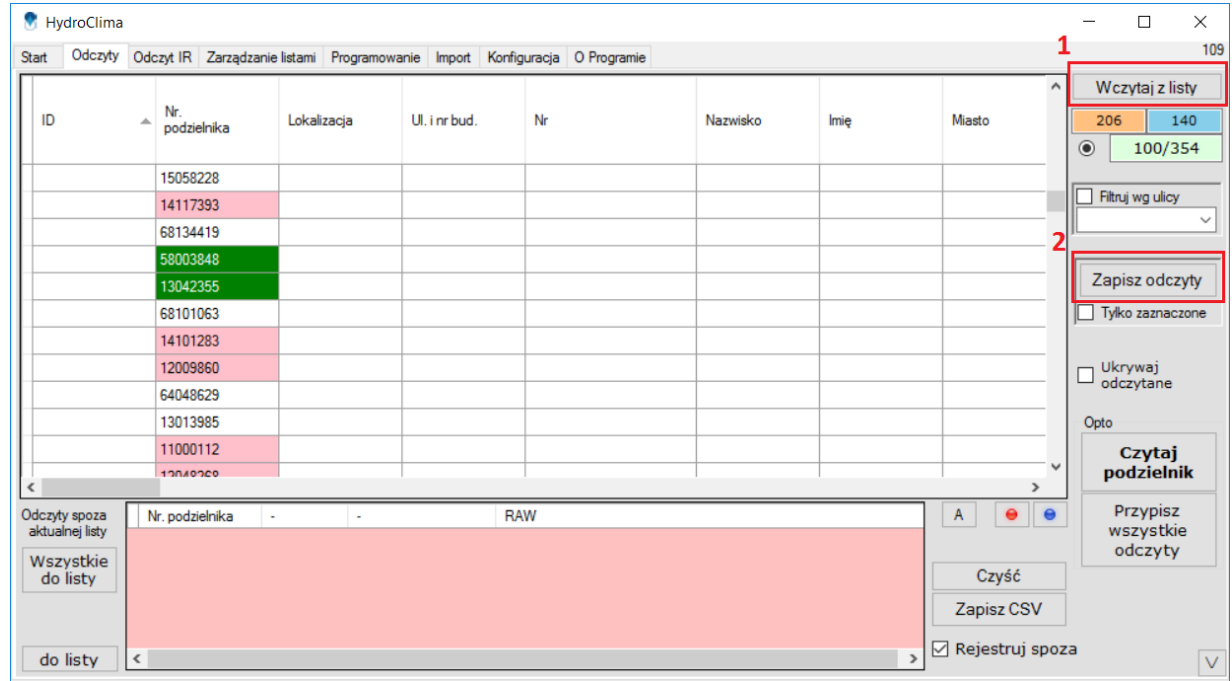 HydroClima
Start Odczyty Odczyt IR Zarządzanie listami Programowanie Import Konfiguracja O Programie
1
109
ID
Nr. podzielnika
Lokalizacja
Ul. i nr bud.
Nr
Nazwisko
Imię
Miasto
15058228
14117393
68134419
58003848
13042355
68101063
14101283
12009860
64048629
13013985
11000112
Wczytaj z listy
206 140
100/354
Filtruj wg ulicy
2
Zapisz odczyty
Tylko zaznaczone
Ukrywaj
odczytane
Opto
Czytaj
podzielnik
Przypisz
wszystkie
odczyty
Odczyty spoza
aktualnej listy
Wszystkie
do listy
do listy
Nr. podzielnika - - RAW
A
Czyść
Zapisz CSV
Rejestruj spoza
V